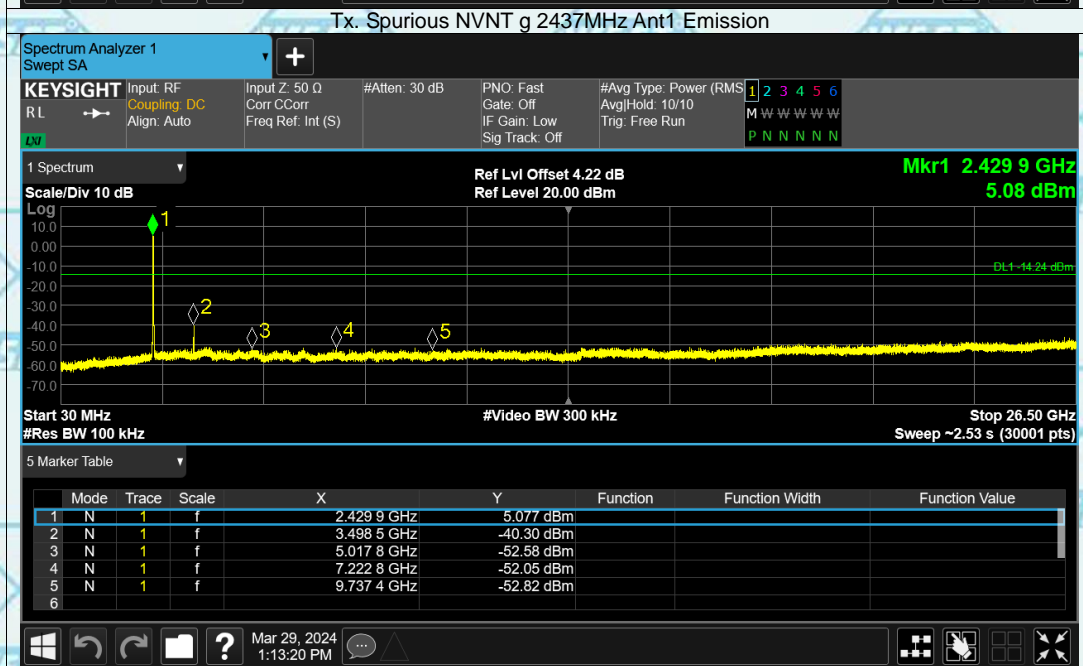 Tx. Spurious NVNT g 2437MHz Ant1 Emission
Spectrum Analyzer 1
Swept SA
+
KEYSIGHT
RL
LXI
Input: RF
Coupling: DC
Align: Auto
Input Z: 50 Ω
Corr CCorr
Freq Ref: Int (S)
#Atten: 30 dB
PNO: Fast
Gate: Off
IF Gain: Low
Sig Track: Off
#Avg Type: Power (RMS
Avg|Hold: 10/10
Trig: Free Run
1 2 3 4 5 6
M W W W W W
P N N N N N
1 Spectrum
Scale/Div 10 dB
Ref Lvl Offset 4.22 dB
Ref Level 20.00 dBm
Mkr1 2.429 9 GHz
5.08 dBm
Log
10.0
0.00
-10.0
-20.0
-30.0
-40.0
-50.0
-60.0
-70.0
1
2
3
4
5
DL1 -14.24 dBm
Start 30 MHz
#Video BW 300 kHz
Stop 26.50 GHz
#Res BW 100 kHz
Sweep ~2.53 s (30001 pts)
5 Marker Table
Mode Trace Scale X Y Function Function Width Function Value
1 N 1 f 2.429 9 GHz 5.077 dBm
2 N 1 f 3.498 5 GHz -40.30 dBm
3 N 1 f 5.017 8 GHz -52.58 dBm
4 N 1 f 7.222 8 GHz -52.05 dBm
5 N 1 f 9.737 4 GHz -52.82 dBm
6
?
Mar 29, 2024
1:13:20 PM